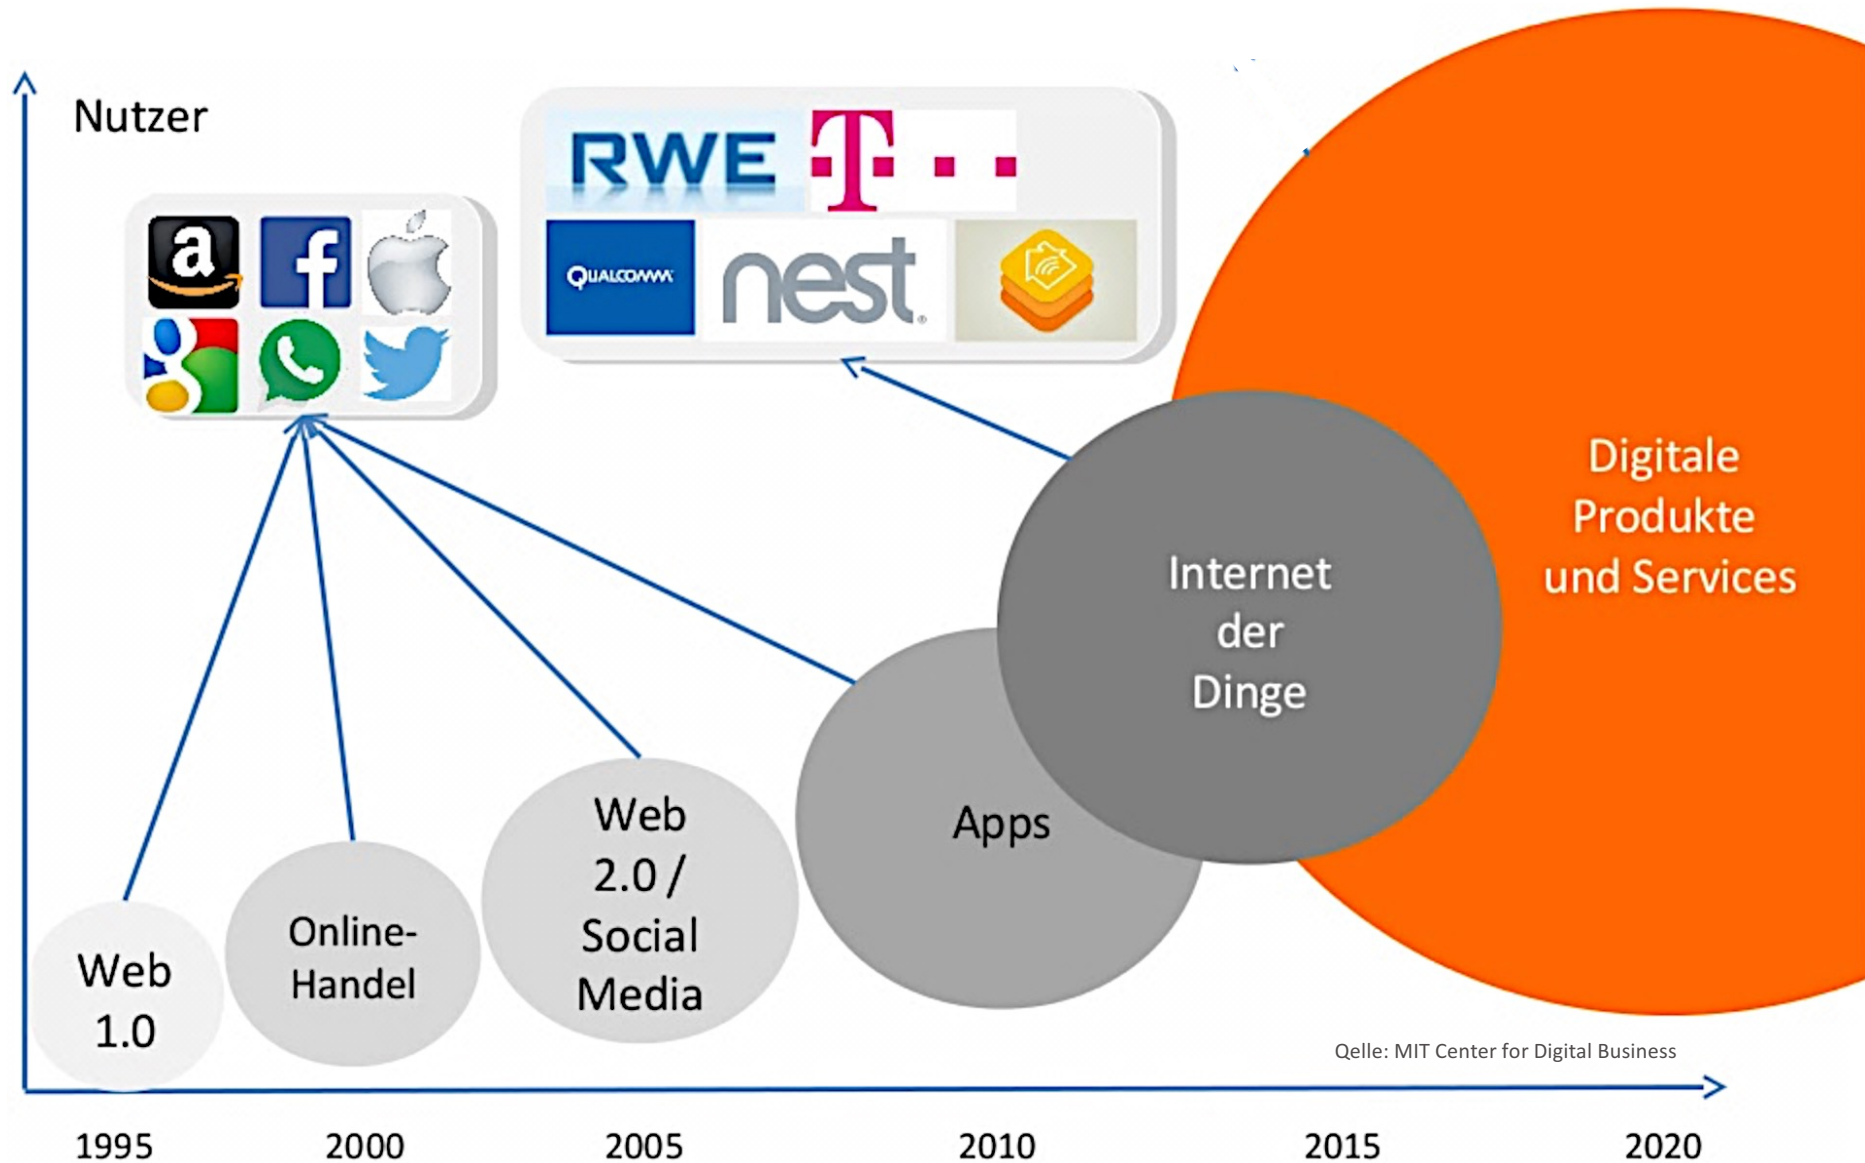 Nutzer
RWE
T
QUALCOMM
nest
a
f
g
Digitale
Produkte
und Services
Internet
der
Dinge
Apps
Web
2.0 /
Social
Media
Online-
Handel
Web
1.0
Qelle: MIT Center for Digital Business
1995
2000
2005
2010
2015
2020